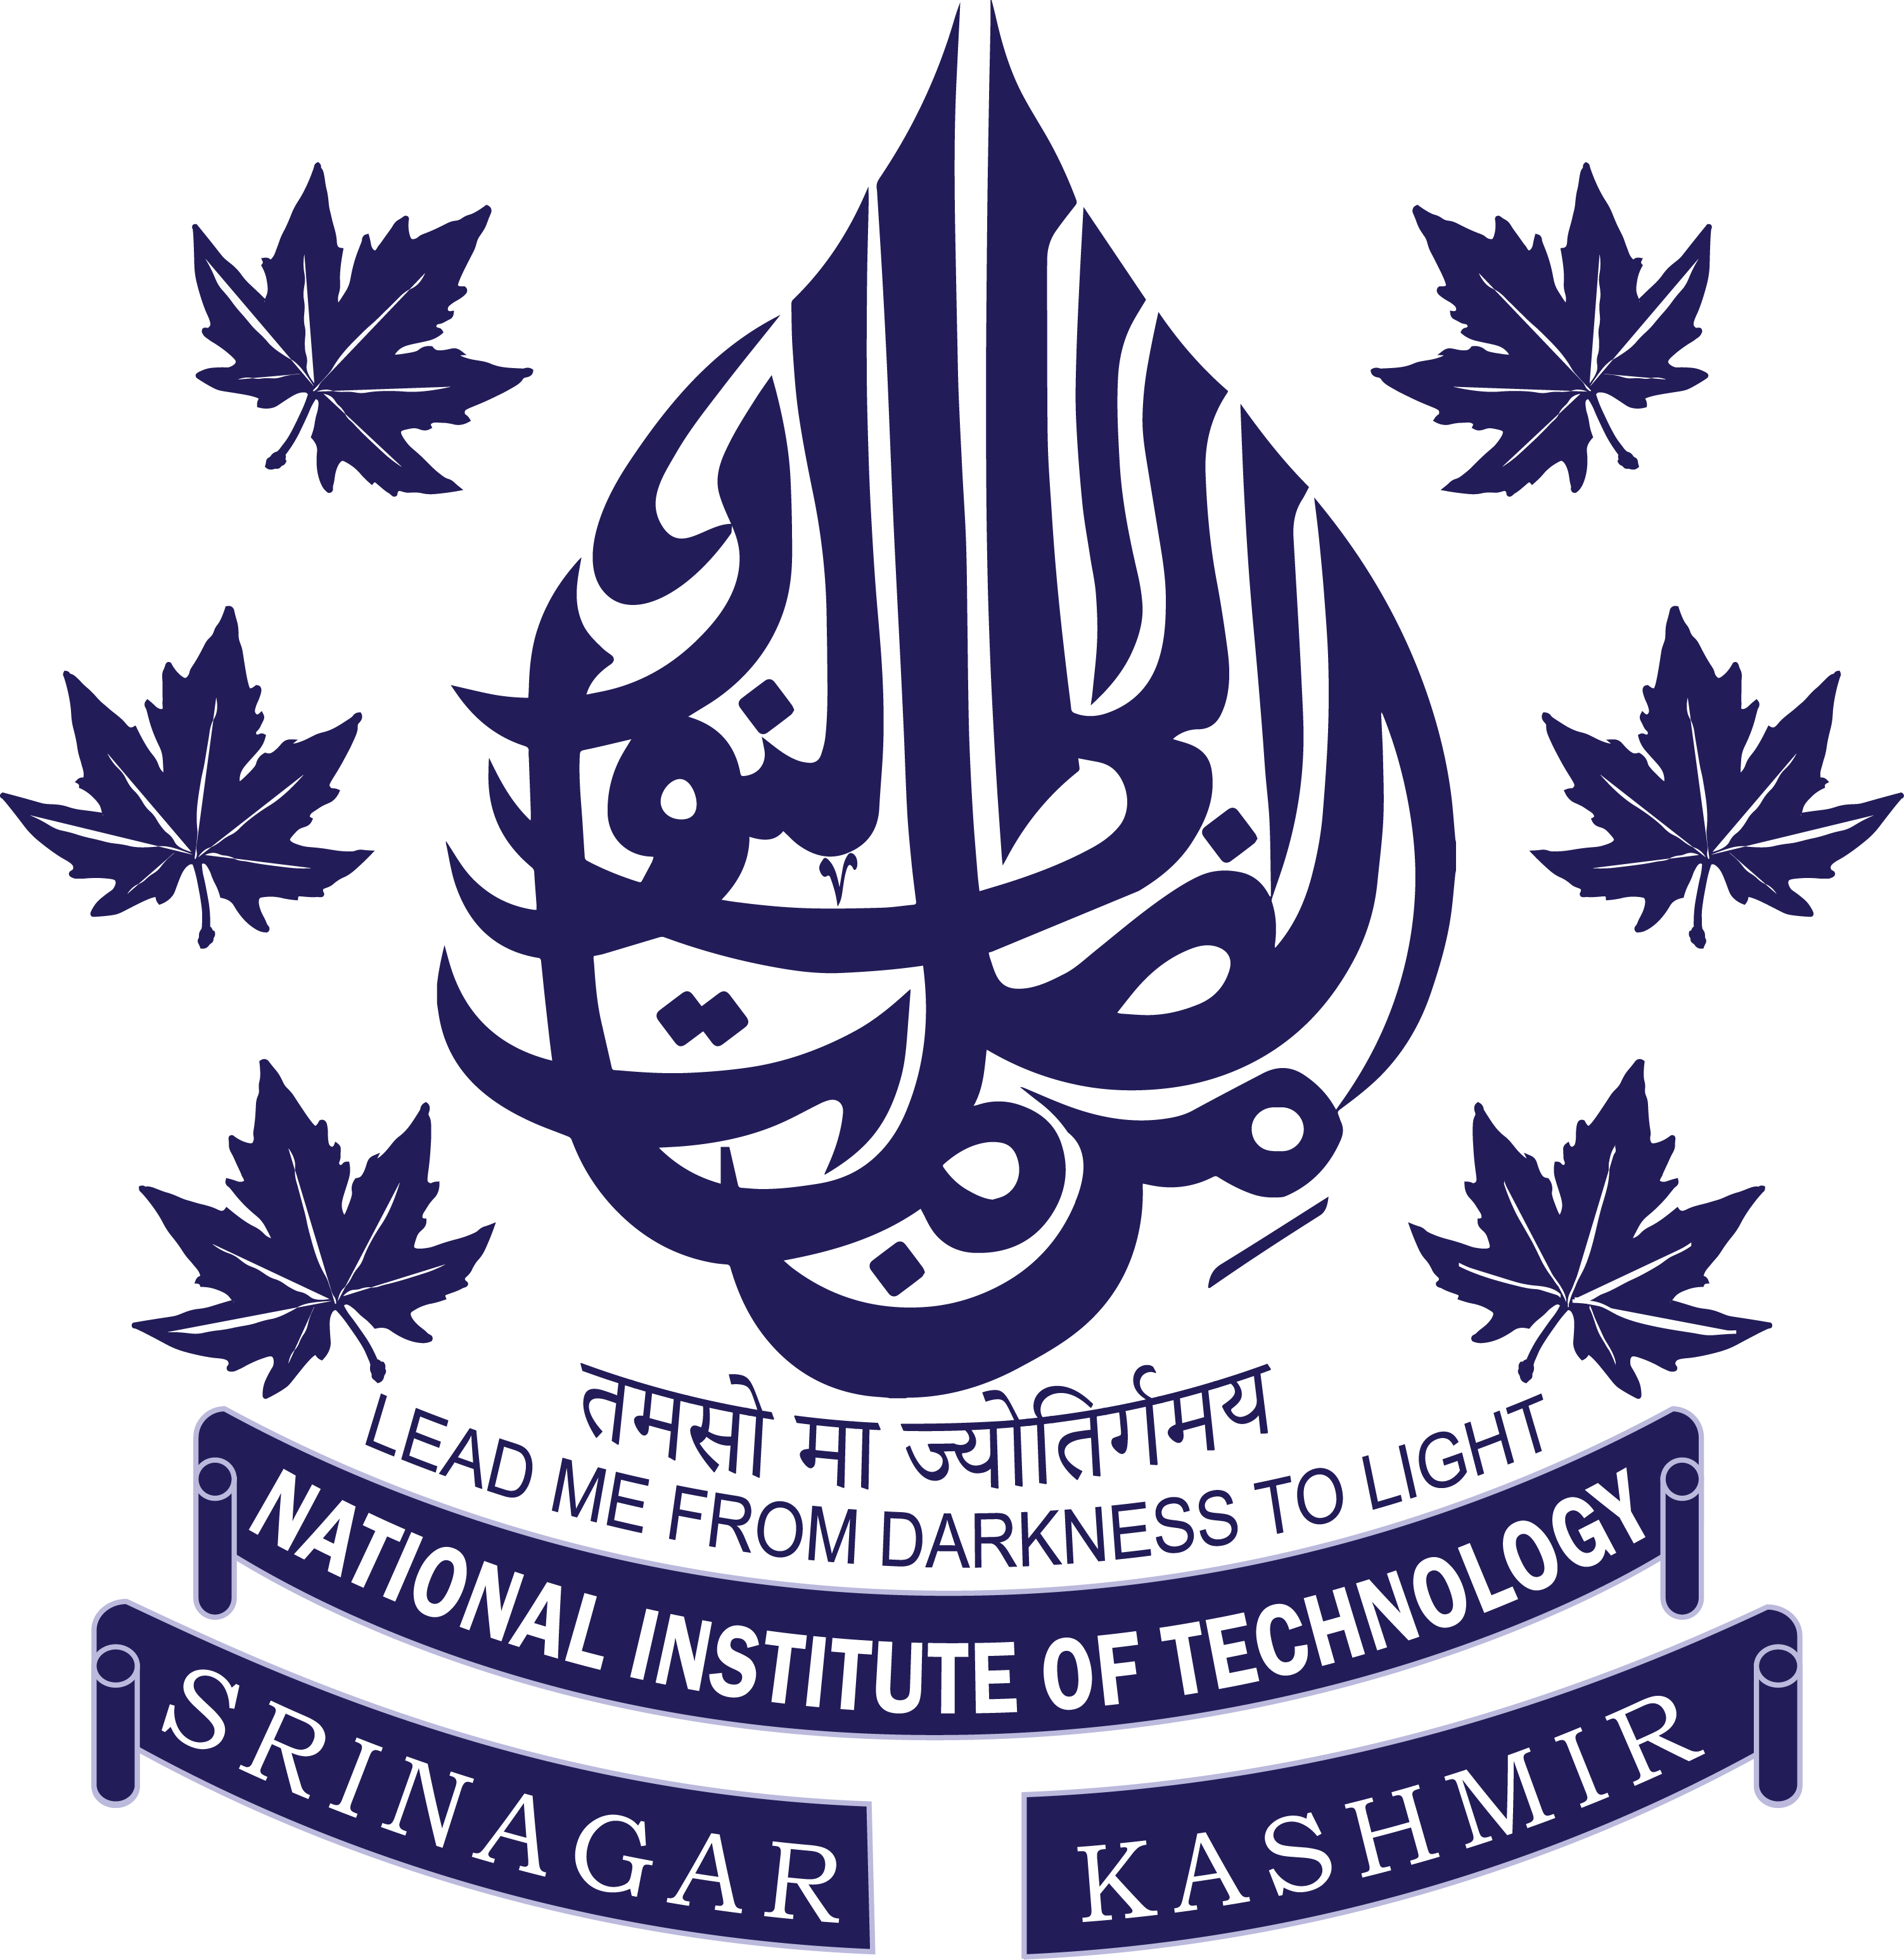 तमसो मा ज्योतिर्गमय
LEAD ME FROM DARKNESS TO LIGHT
NATIONAL INSTITUTE OF TECHNOLOGY
SRINAGAR KASHMIR